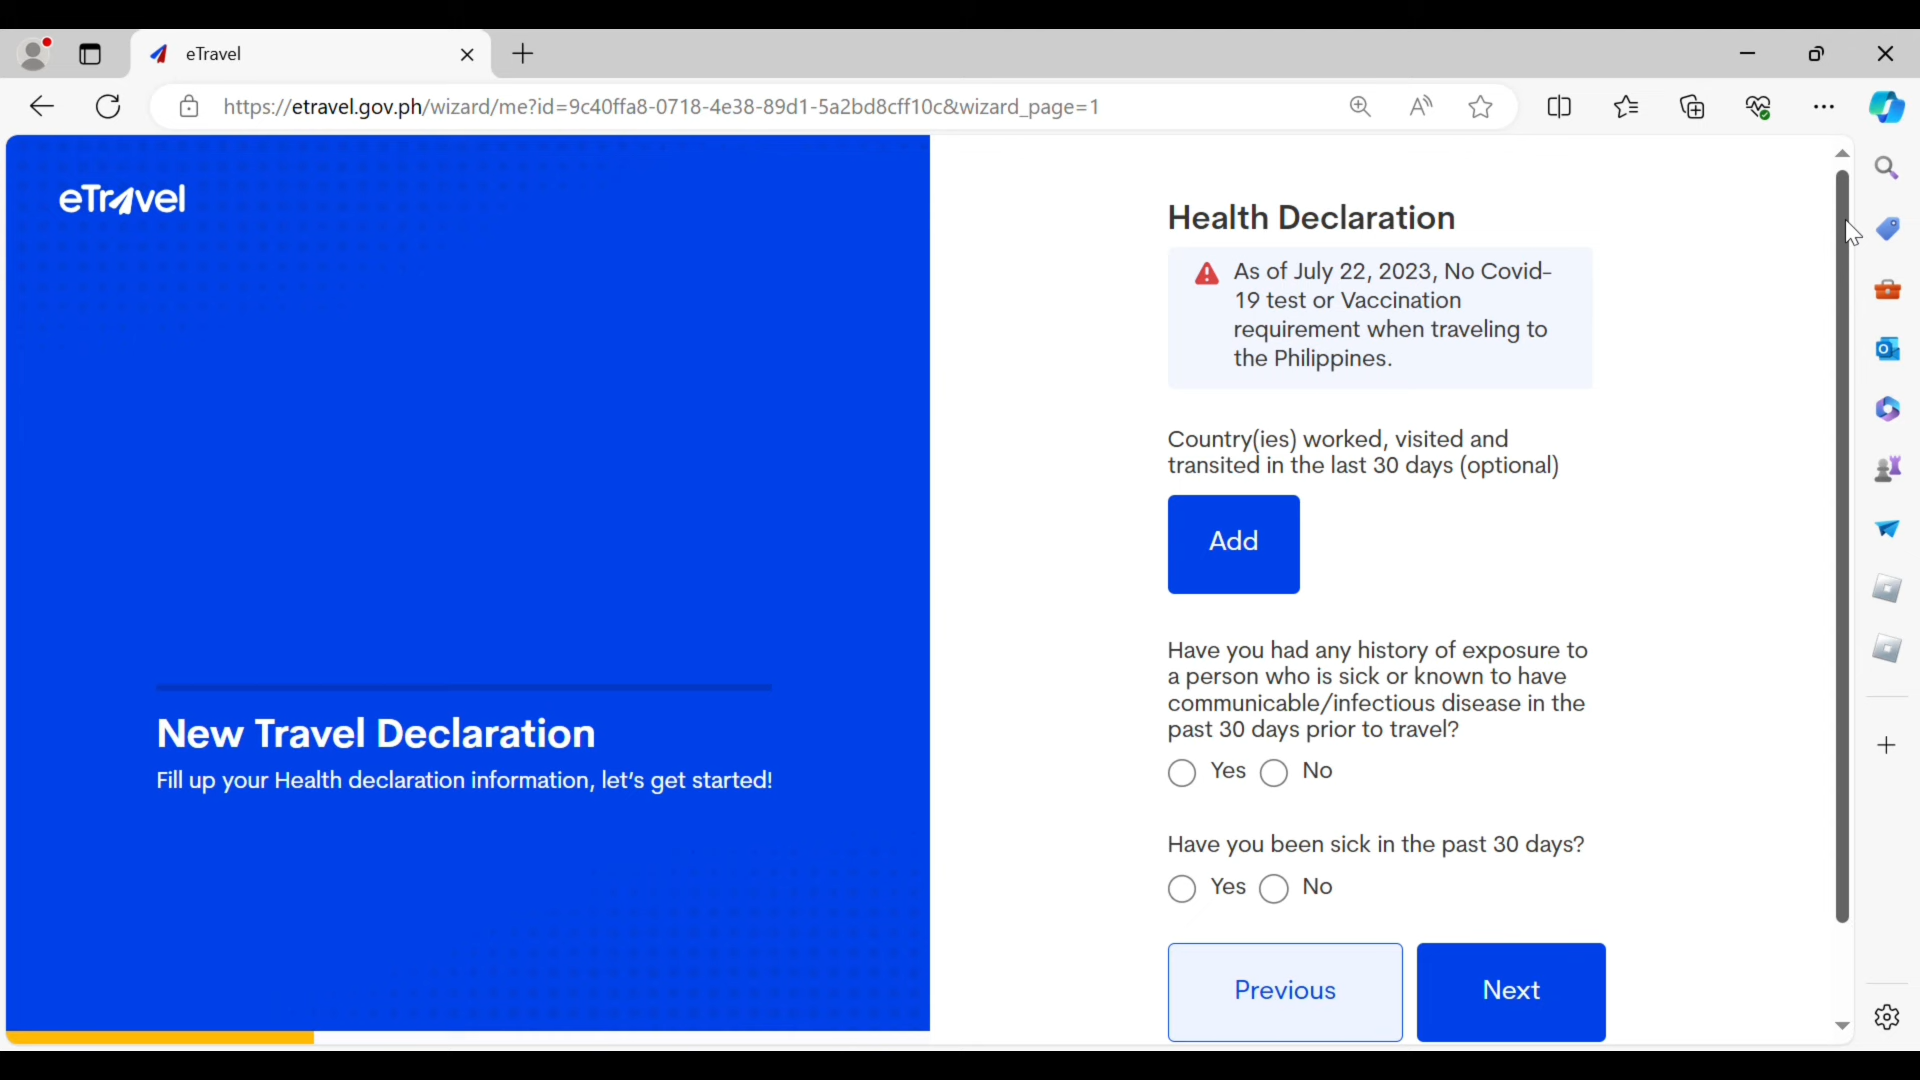 eTravel
https://etravel.gov.ph/wizard/me?id=9c40ffa8-0718-4e38-89d1-5a2bd8cff10c&wizard_page=1
eTravel
New Travel Declaration
Fill up your Health declaration information, let's get started!
Health Declaration
As of July 22, 2023, No Covid-
19 test or Vaccination
requirement when traveling to
the Philippines.
Country(ies) worked, visited and
transited in the last 30 days (optional)
Add
Have you had any history of exposure to
a person who is sick or known to have
communicable/infectious disease in the
past 30 days prior to travel?
Yes No
Have you been sick in the past 30 days?
Yes No
Previous Next